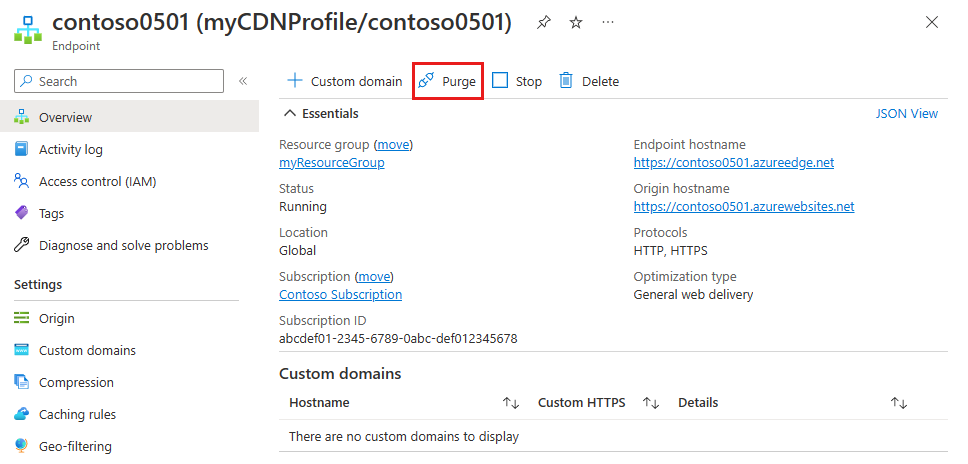 contoso0501 (myCDNProfile/contoso0501)
Endpoint
Search
Overview
Activity log
Access control (IAM)
Tags
Diagnose and solve problems
Settings
Origin
Custom domains
Compression
Caching rules
Geo-filtering
Custom domain Purge Stop Delete
Essentials JSON View
Resource group (move)
myResourceGroup
Status
Running
Location
Global
Subscription (move)
Contoso Subscription
Subscription ID
abcdef01-2345-6789-0abc-def012345678
Endpoint hostname
https://contoso0501.azureedge.net
Origin hostname
https://contoso0501.azurewebsites.net
Protocols
HTTP, HTTPS
Optimization type
General web delivery
Custom domains
Hostname Custom HTTPS Details
There are no custom domains to display